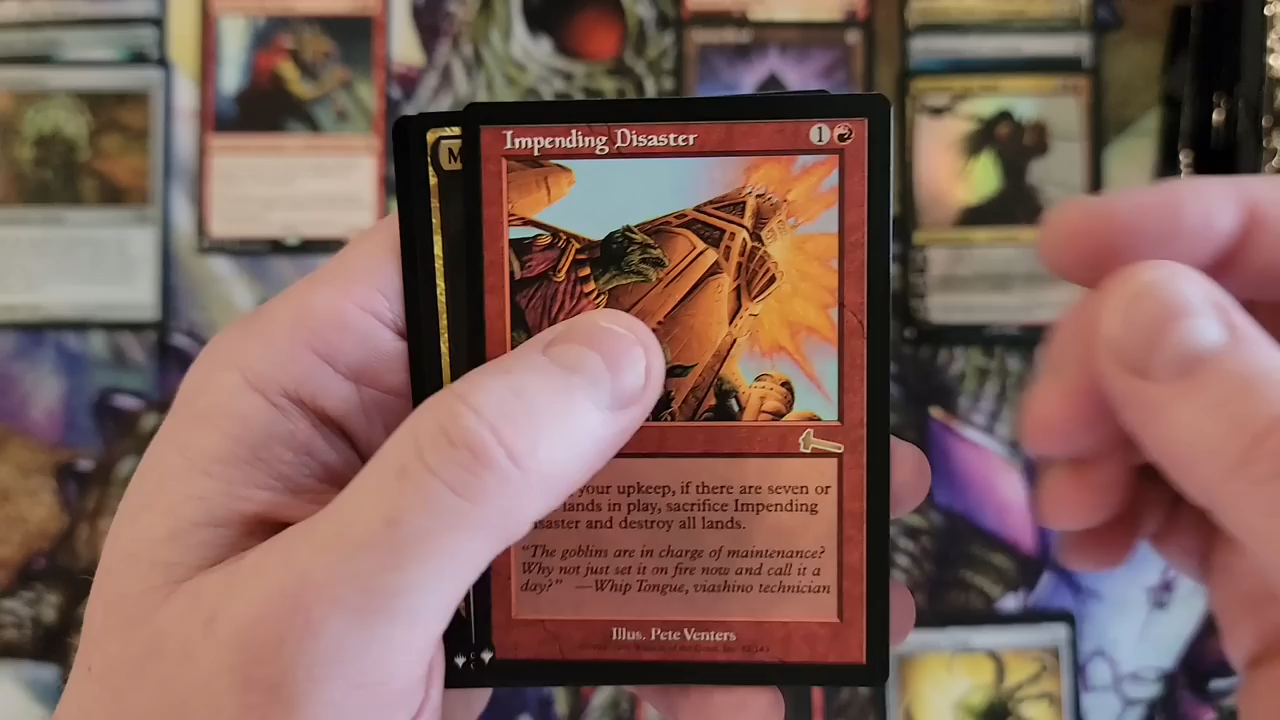 Impending Disaster 1
M
your upkeep, if there are seven or
lands in play, sacrifice Impending
saster and destroy all lands.
"The goblins are in charge of maintenance?
Why not just set it on fire now and call it a
day?" —Whip Tongue, viashino technician
Illus. Pete Venters